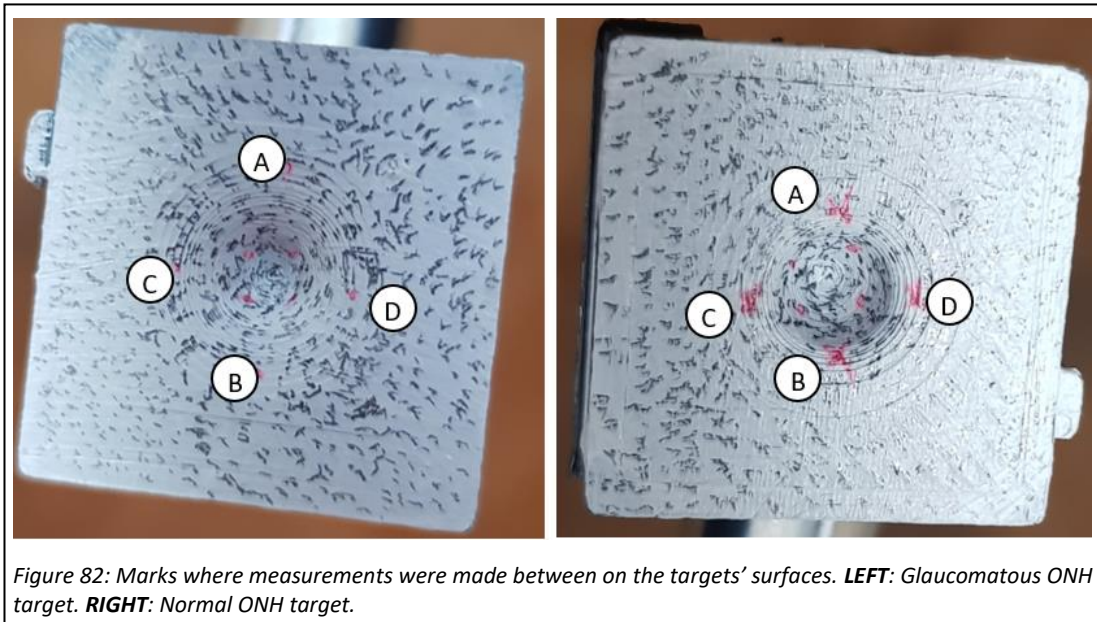 A
C
D
B
A
C
D
B
Figure 82: Marks where measurements were made between on the targets’ surfaces. LEFT: Glaucomatous ONH
target. RIGHT: Normal ONH target.